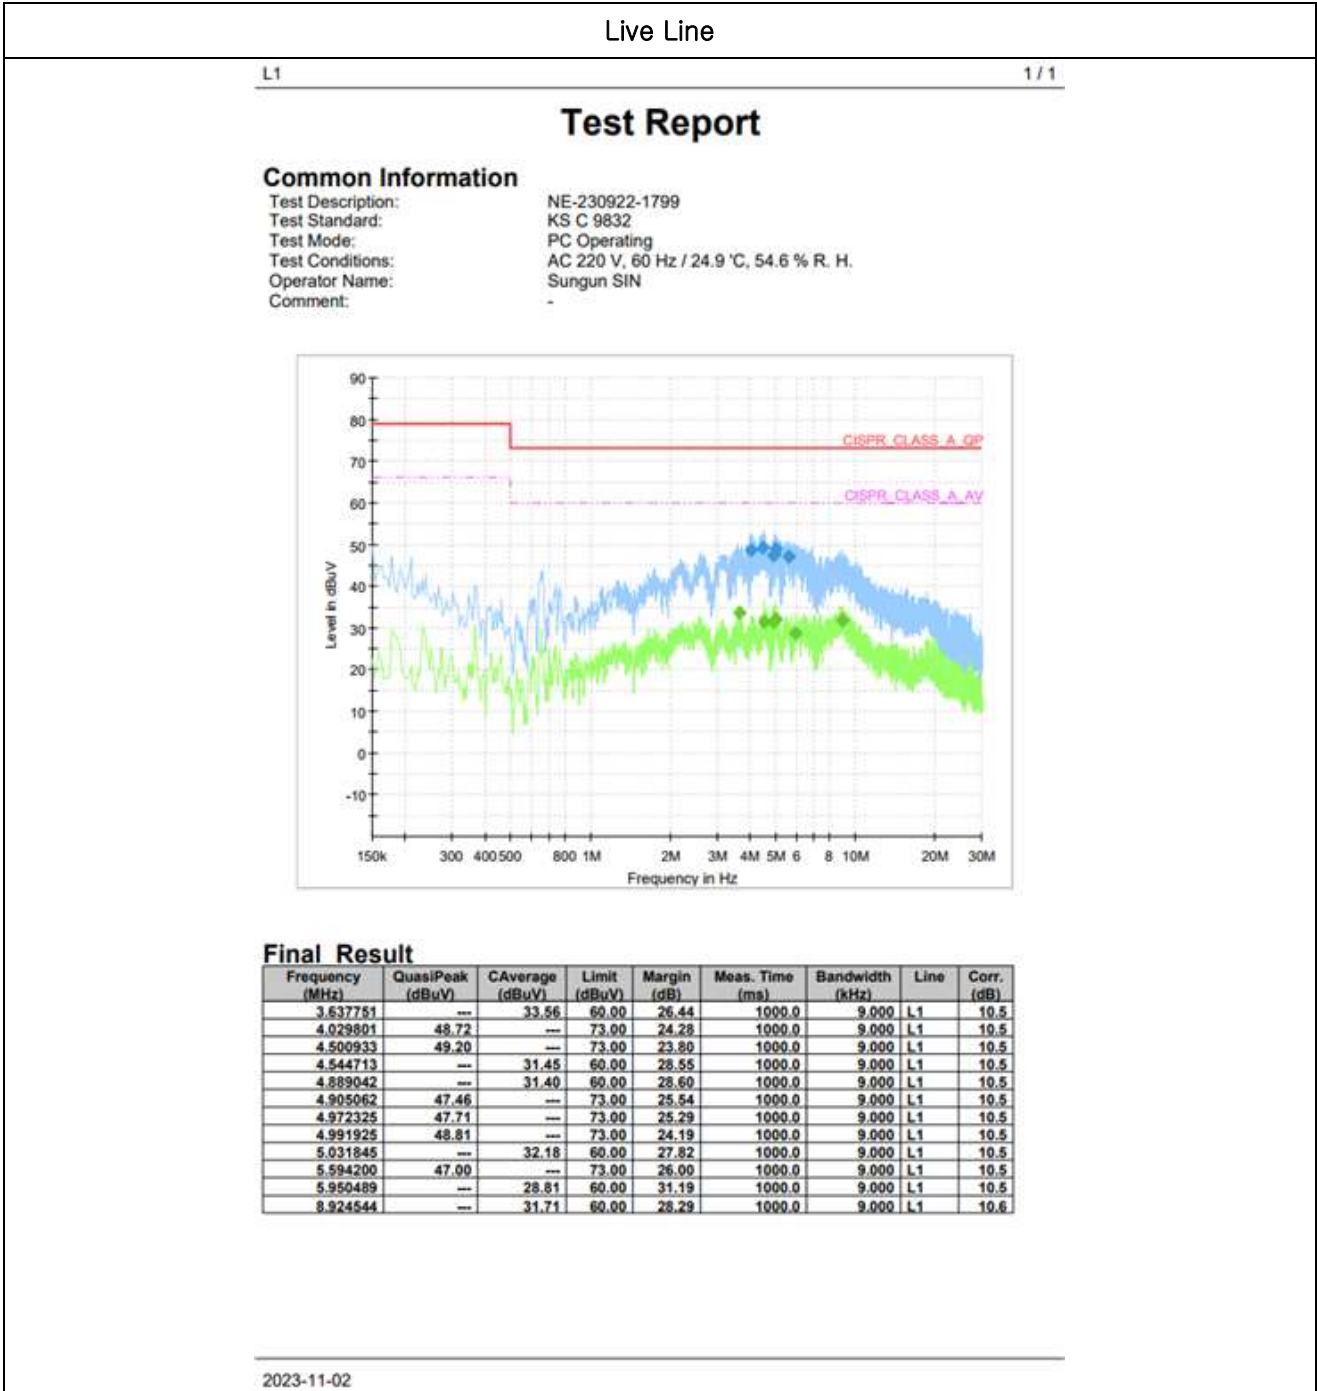 Live Line
L1 1 / 1
Test Report
Common Information
Test Description: NE-230922-1799
Test Standard: KS C 9832
Test Mode: PC Operating
Test Conditions: AC 220 V, 60 Hz / 24.9 'C, 54.6 % R. H.
Operator Name: Sungun SIN
Comment: -
90
80
70
60
50
40
30
20
10
0
-10
Level in dBuV
CISPR_CLASS_A_QP
CISPR_CLASS_A_AV
150k 300 400 500 800 1M 2M 3M 4M 5M 6 8 10M 20M 30M
Frequency in Hz
Final Result
Frequency (MHz) QuasiPeak (dBuV) CAverage (dBuV) Limit (dBuV) Margin (dB) Meas. Time (ms) Bandwidth (kHz) Line Corr. (dB)
3.637751 --- 33.56 60.00 26.44 1000.0 9.000 L1 10.5
4.029801 48.72 --- 73.00 24.28 1000.0 9.000 L1 10.5
4.500933 49.20 --- 73.00 23.80 1000.0 9.000 L1 10.5
4.544713 --- 31.45 60.00 28.55 1000.0 9.000 L1 10.5
4.889042 --- 31.40 60.00 28.60 1000.0 9.000 L1 10.5
4.905062 47.46 --- 73.00 25.54 1000.0 9.000 L1 10.5
4.972325 47.71 --- 73.00 25.29 1000.0 9.000 L1 10.5
4.991925 48.81 --- 73.00 24.19 1000.0 9.000 L1 10.5
5.031845 --- 32.18 60.00 27.82 1000.0 9.000 L1 10.5
5.594200 47.00 --- 73.00 26.00 1000.0 9.000 L1 10.5
5.950489 --- 28.81 60.00 31.19 1000.0 9.000 L1 10.5
8.924544 --- 31.71 60.00 28.29 1000.0 9.000 L1 10.6
2023-11-02